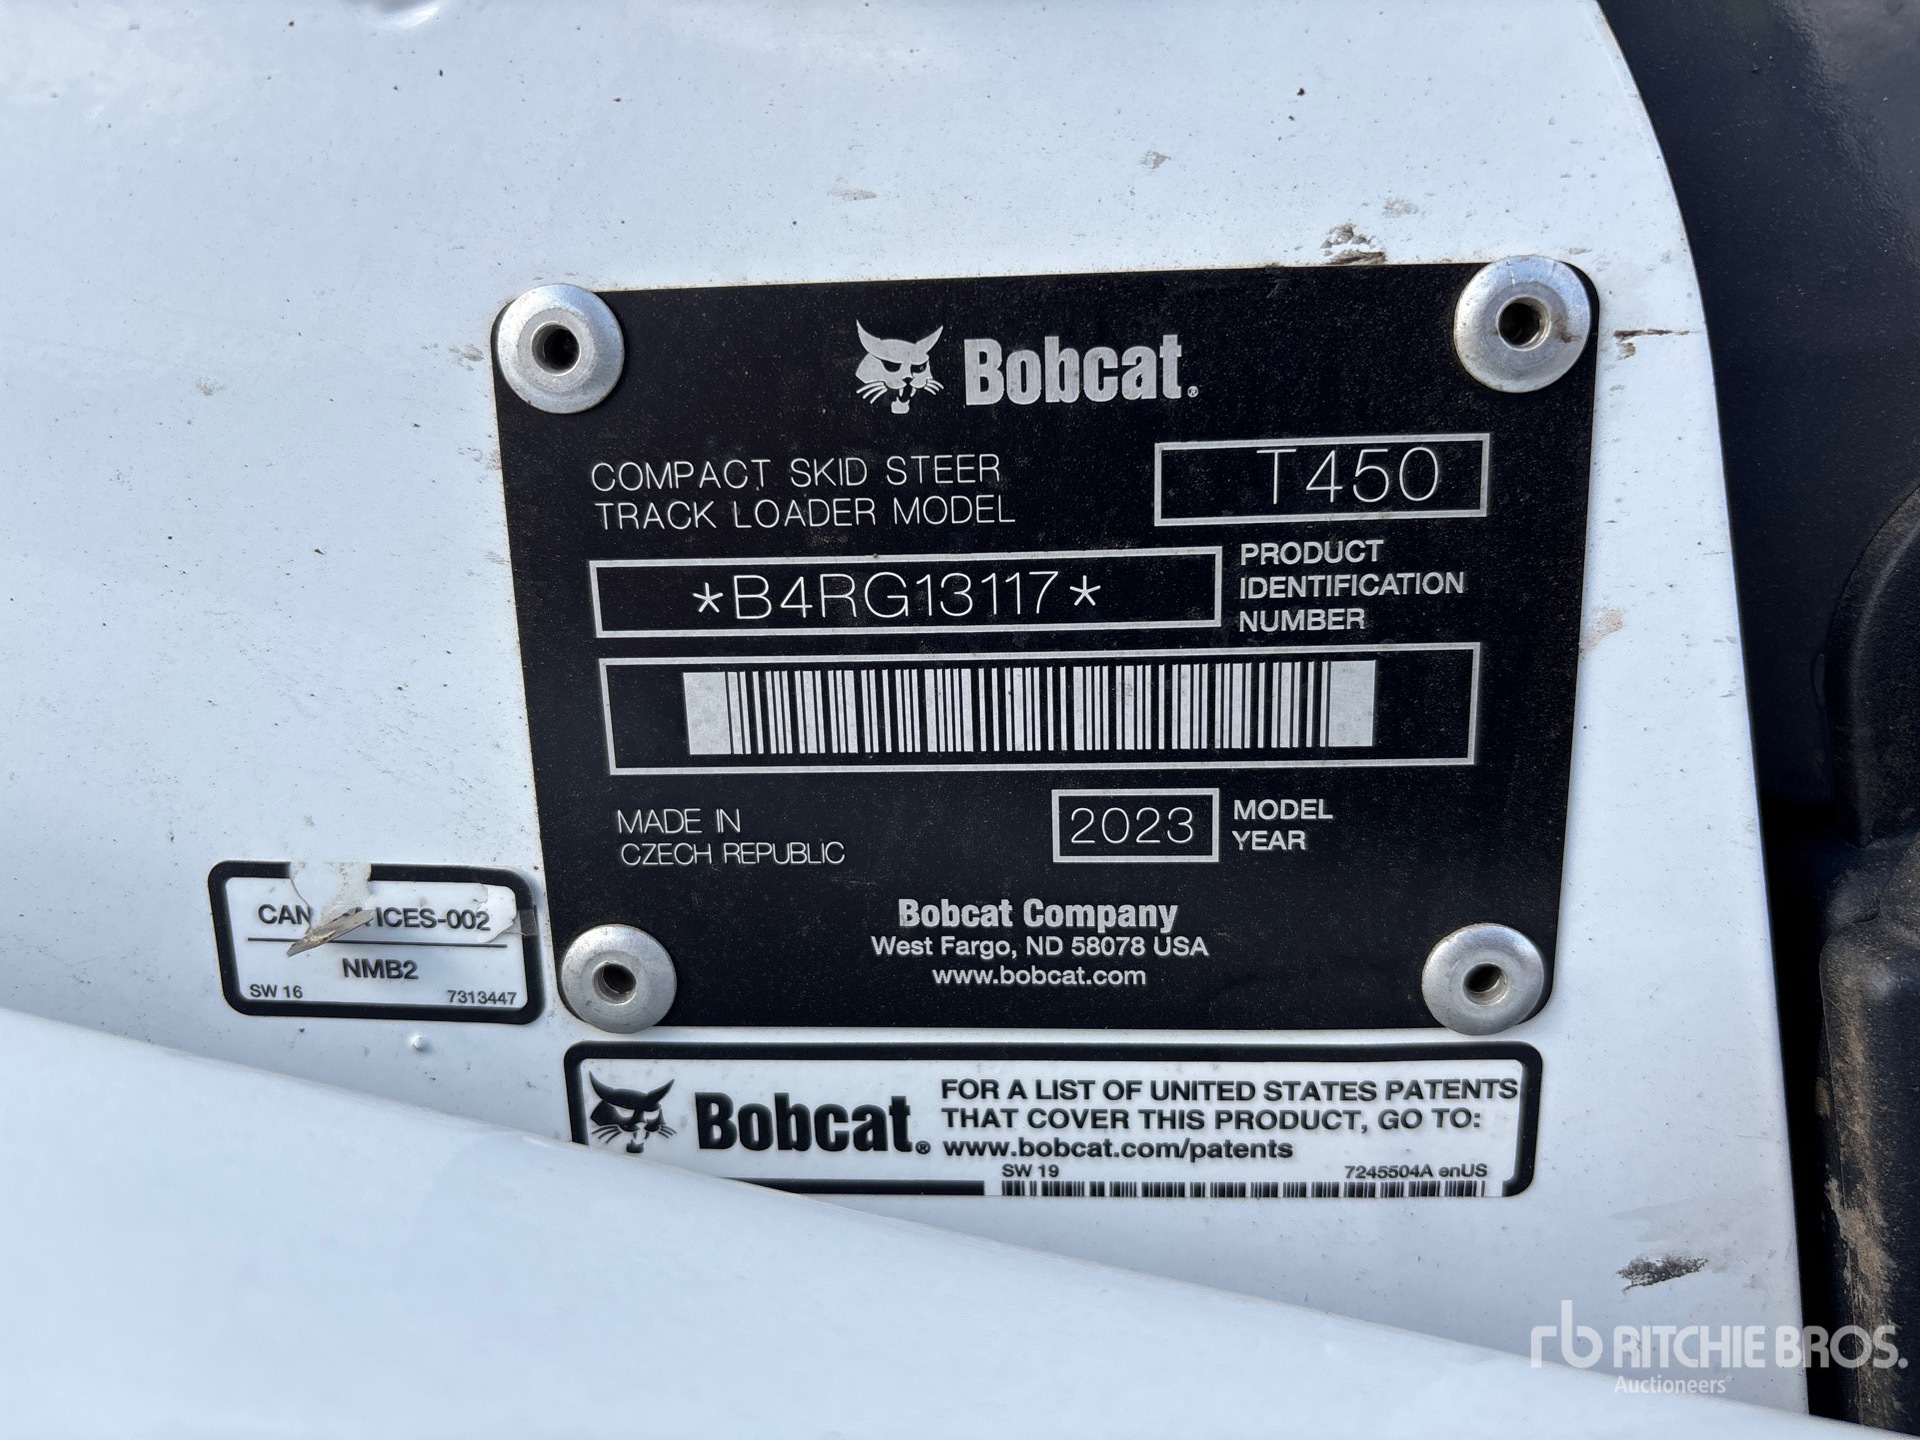 Bobcat®
COMPACT SKID STEER
TRACK LOADER MODEL
T450
*B4RG13117*
PRODUCT
IDENTIFICATION
NUMBER
MADE IN
CZECH REPUBLIC
2023
MODEL
YEAR
Bobcat Company
West Fargo, ND 58078 USA
www.bobcat.com
ICES-002
NMB2
SW 16
7313447
Bobcat®
FOR A LIST OF UNITED STATES PATENTS
THAT COVER THIS PRODUCT, GO TO:
www.bobcat.com/patents
SW 19
7245504A enUS
rb RITCHIE BROS.
Auctioneers